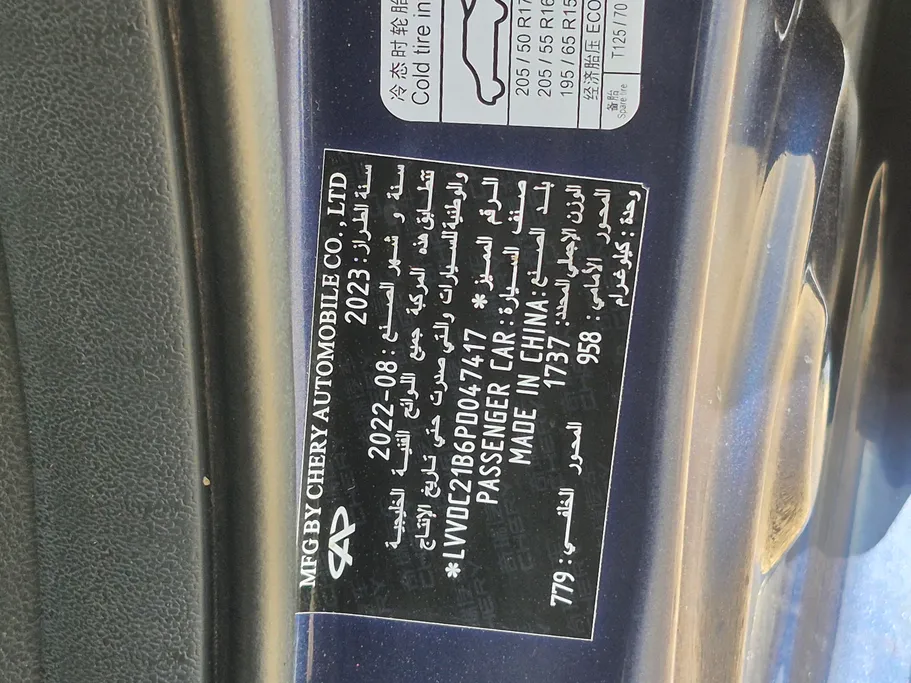 MFG BY CHERY AUTOMOBILE CO., LTD
سنة الطراز: 2023
سنة و شهر الصنع: 2022-08
تتطابق هذه المركبة جميع اللوائح الفنية الخليجية
والوطنية للسيارات والتي صدرت حتى تاريخ الإنتاج
الرقم المميز * LVVDC21B6PD047417*
صنف السيارة: PASSENGER CAR
بلد الصنع: MADE IN CHINA
الوزن الإجمالي المحدد: 1737
المحور الأمامي: 958 المحور الخلفي: 779
وحدة: كيلوغرام
冷态时轮胎
Cold tire in
205/50 R17
205/55 R16
195/65 R15
经济胎压 ECO
备胎
Spare tire
T125/70